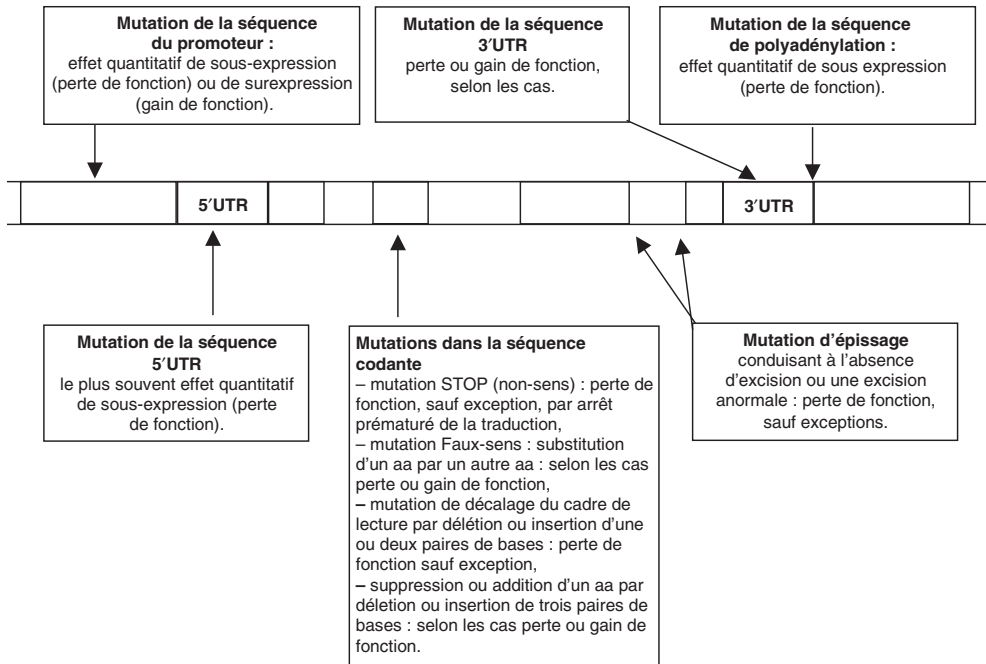 Mutation de la séquence
du promoteur :
effet quantitatif de sous-expression
(perte de fonction) ou de surexpression
(gain de fonction).
Mutation de la séquence
3′UTR
perte ou gain de fonction,
selon les cas.
Mutation de la séquence
de polyadénylation :
effet quantitatif de sous expression
(perte de fonction).
5′UTR
3′UTR
Mutation de la séquence
5′UTR
le plus souvent effet quantitatif
de sous-expression (perte
de fonction).
Mutations dans la séquence
codante
– mutation STOP (non-sens) : perte de
fonction, sauf exception, par arrêt
prématuré de la traduction,
– mutation Faux-sens : substitution
d’un aa par un autre aa : selon les cas
perte ou gain de fonction,
– mutation de décalage du cadre de
lecture par délétion ou insertion d’une
ou deux paires de bases : perte de
fonction sauf exception,
– suppression ou addition d’un aa par
déletion ou insertion de trois paires de
bases : selon les cas perte ou gain de
fonction.
Mutation d’épissage
conduisant à l’absence
d’excision ou une excision
anormale : perte de fonction,
sauf exceptions.